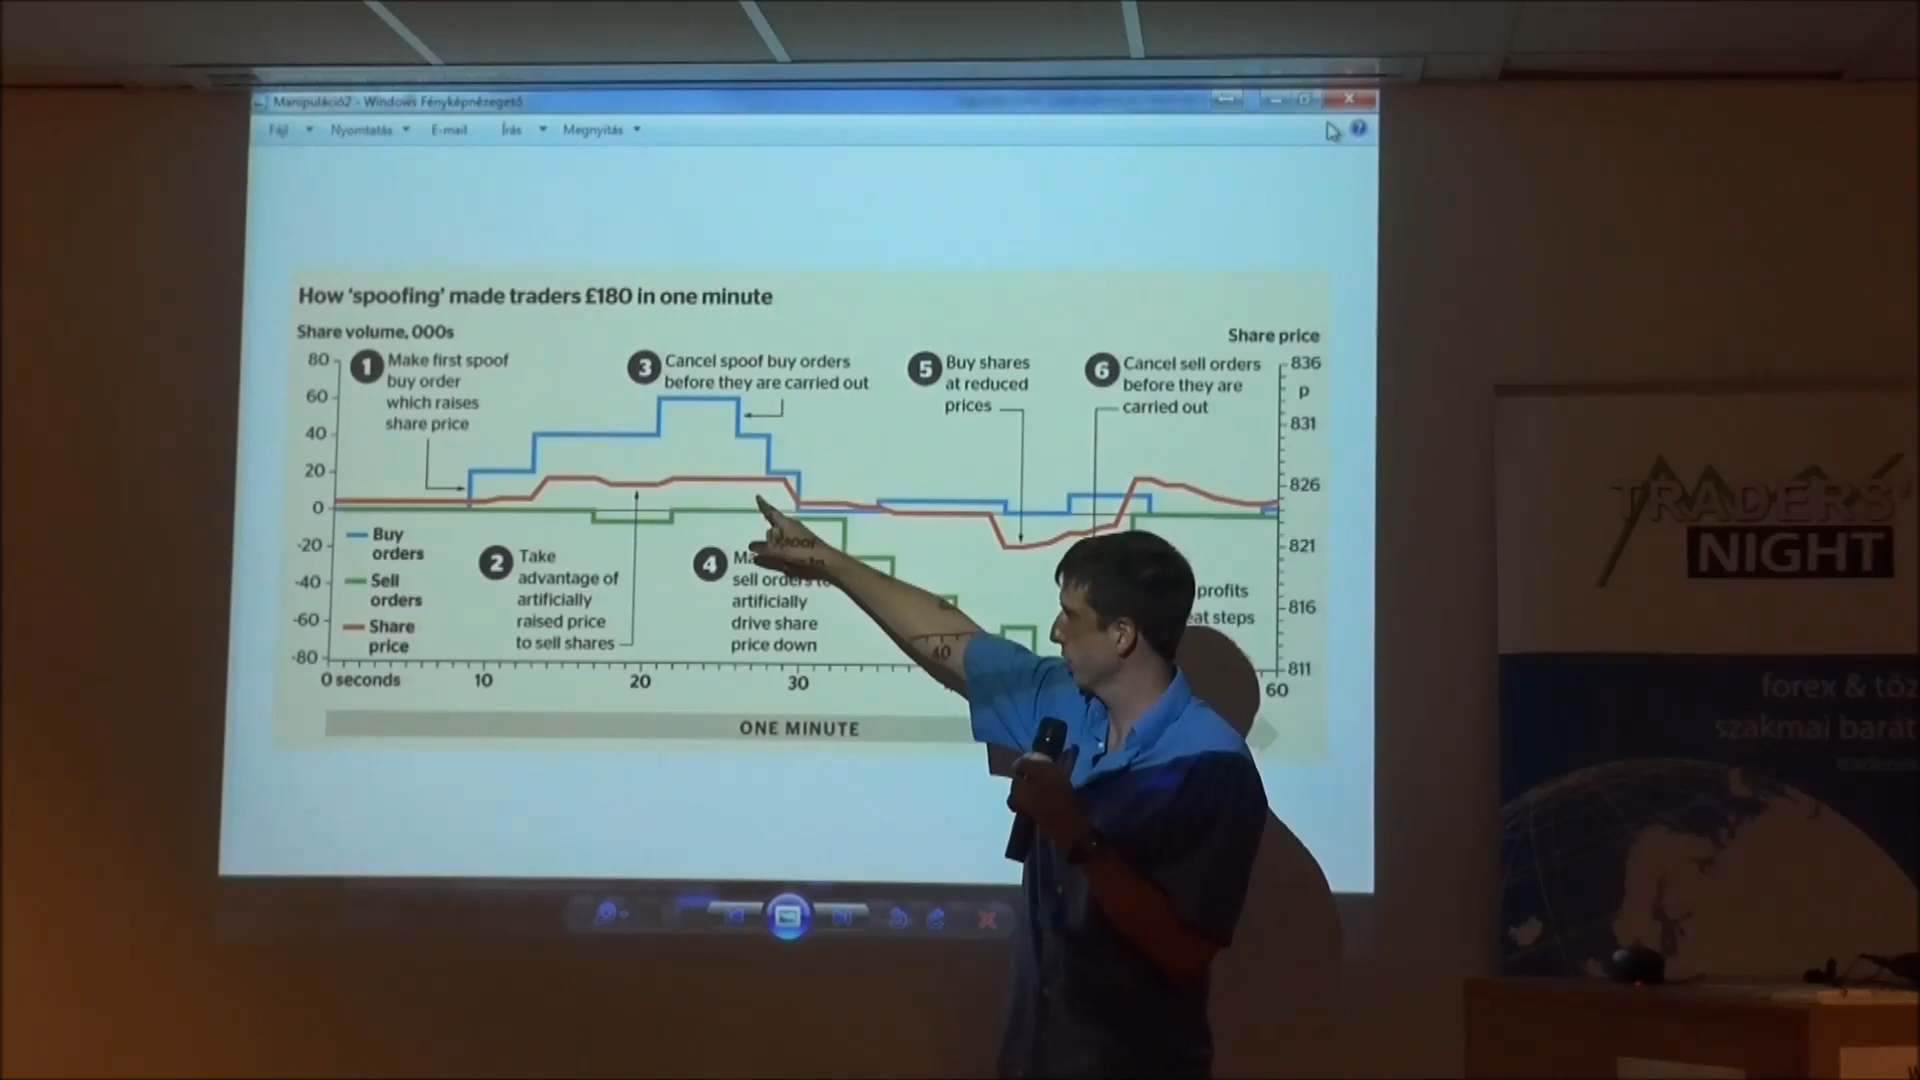 Manipuláció2 - Windows Fényképnézegető
Fájl Nyomtatás E-mail Írás Megnyitás
How ‘spoofing’ made traders £180 in one minute
Share volume, 000s
Share price
80
60
40
20
0
-20
-40
-60
-80
1 Make first spoof
buy order
which raises
share price
3 Cancel spoof buy orders
before they are carried out
5 Buy shares
at reduced
prices
6 Cancel sell orders
before they are
carried out
836
p
831
826
821
816
811
Buy
orders
Sell
orders
Share
price
2 Take
advantage of
artificially
raised price
to sell shares
4
sell orders to
artificially
drive share
price down
profits
steps
0 seconds 10 20 30 40 60
ONE MINUTE
TRADERS'
NIGHT
forex &
szakmai